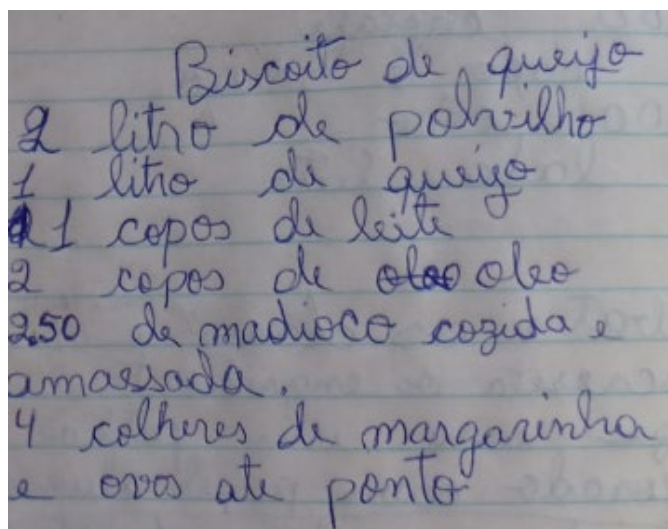 Biscoito de queijo
2 litro de polvilho
1 litro de queijo
1 copos de leite
2 copos de oleo
250 de madioca cozida e
amassada.
4 colheres de margarinha
e ovos ate ponto